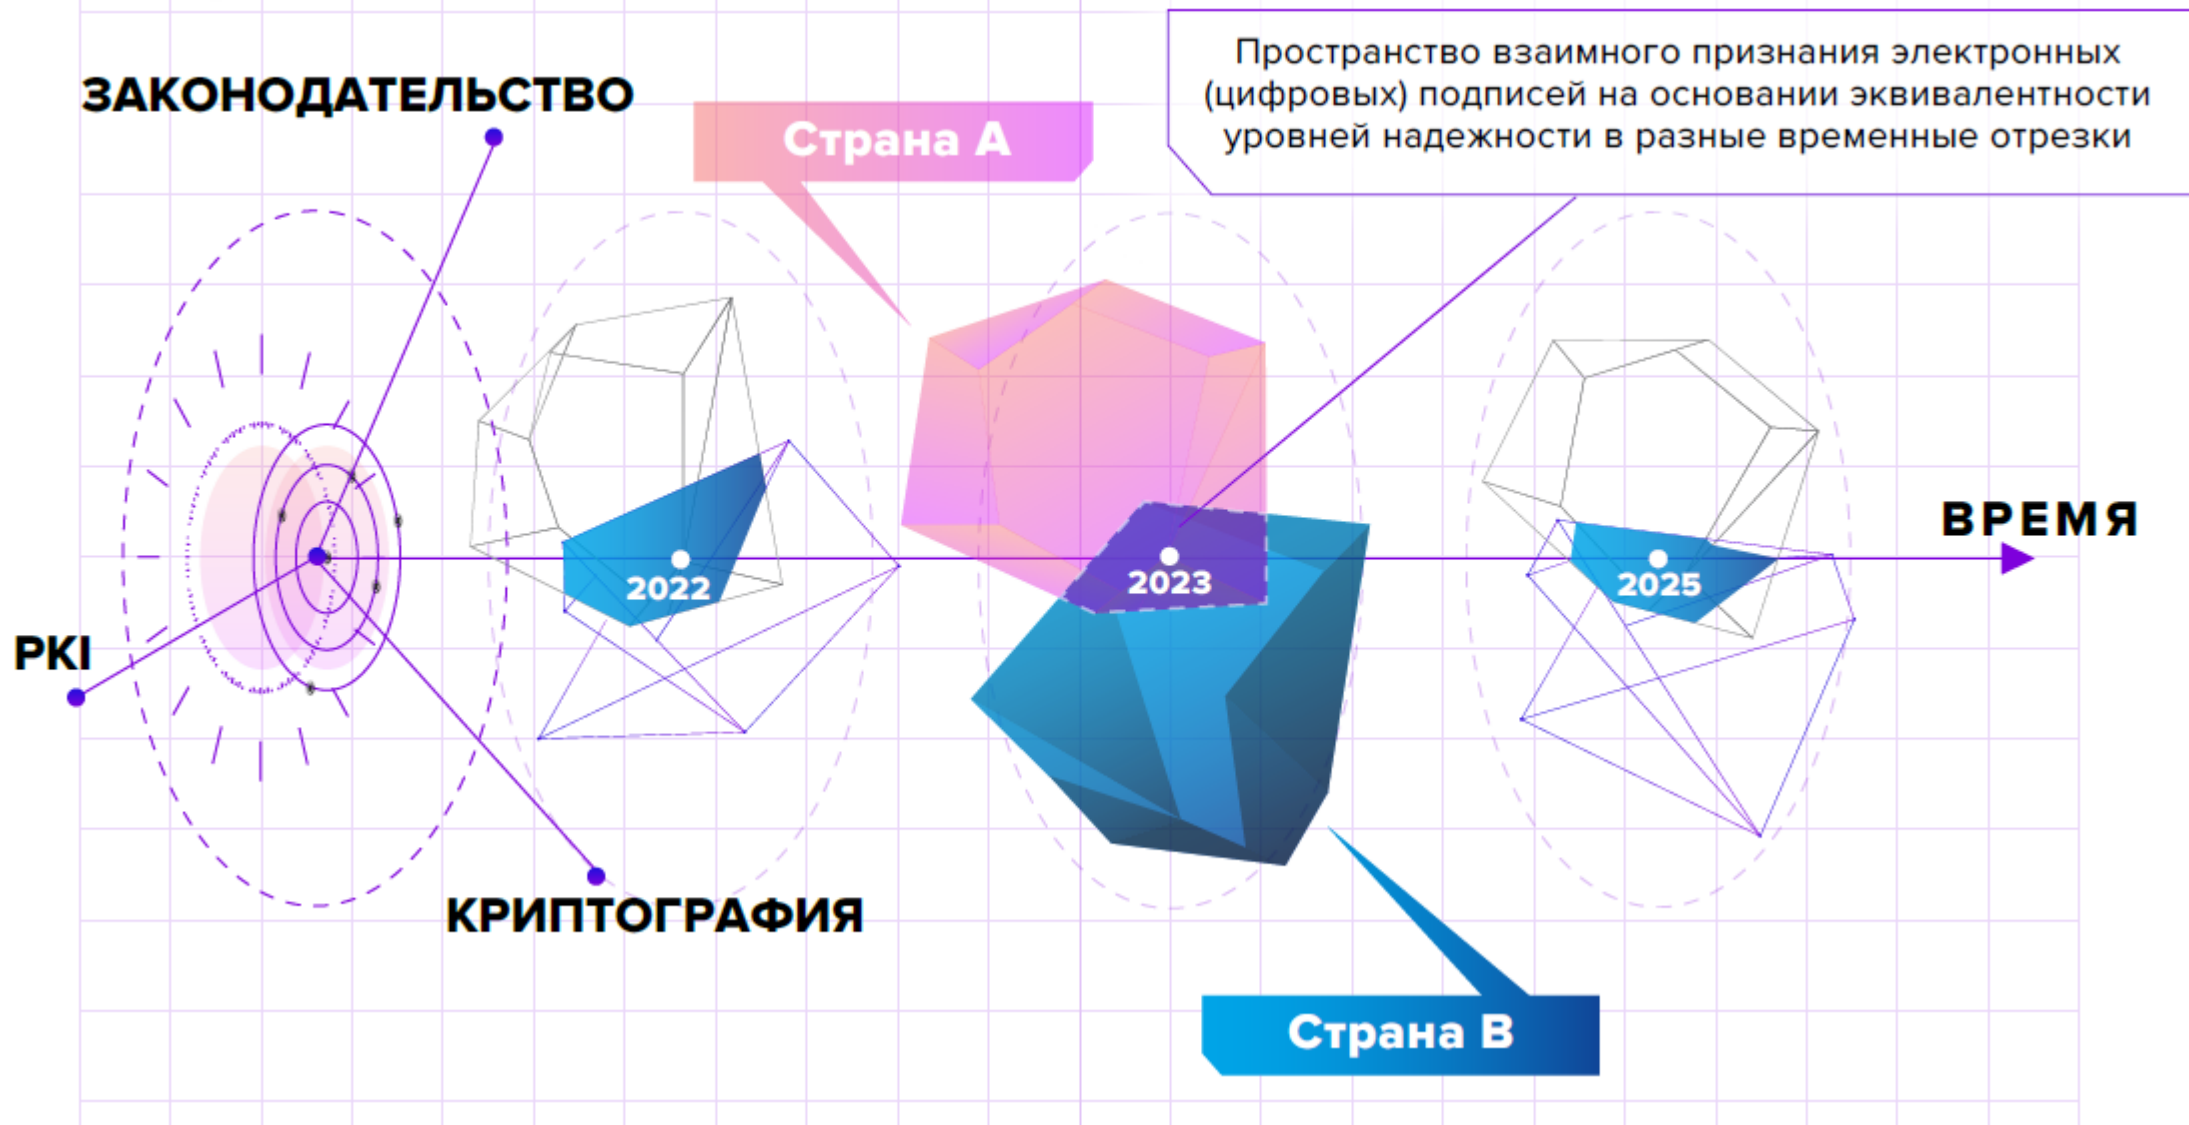 Пространство взаимного признания электронных
(цифровых) подписей на основании эквивалентности
уровней надежности в разные временные отрезки
ЗАКОНОДАТЕЛЬСТВО
Страна А
ВРЕМЯ
2022
2023
2025
PKI
КРИПТОГРАФИЯ
Страна В